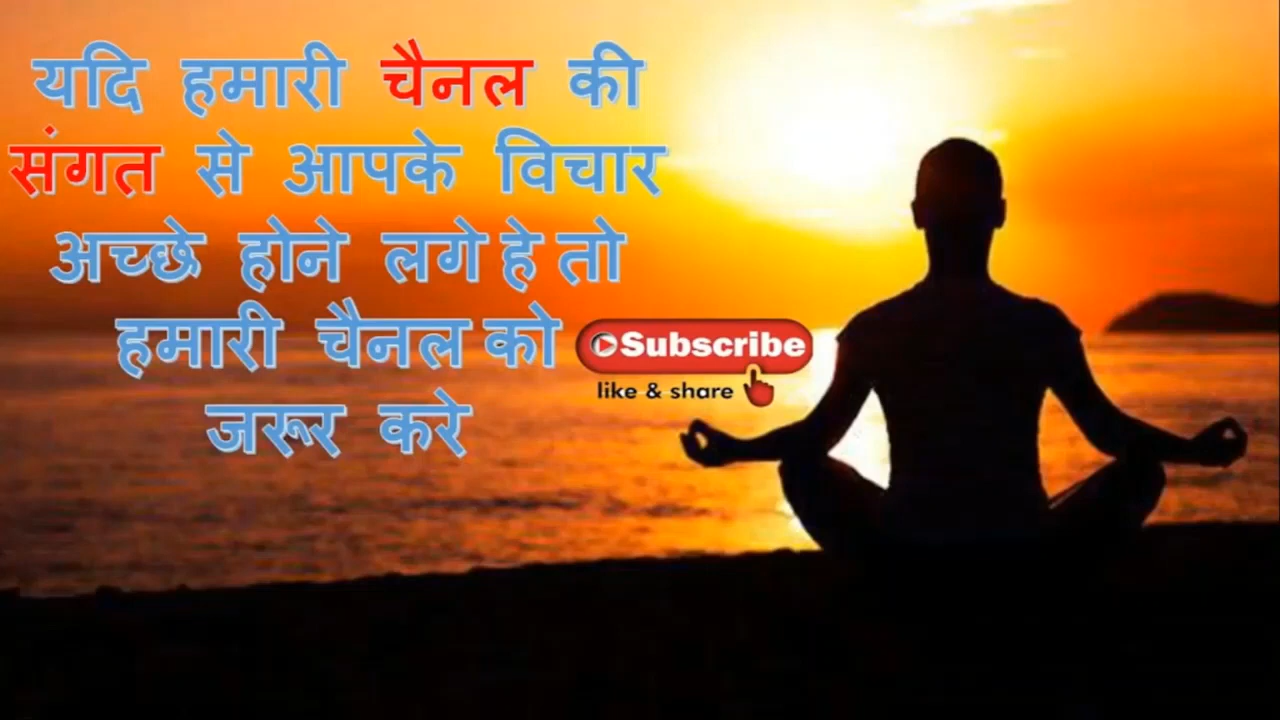 यदि हमारी चैनल की
संगत से आपके विचार
अच्छे होने लगे हे तो
हमारी चैनल को Subscribe
like & share
जरूर करे